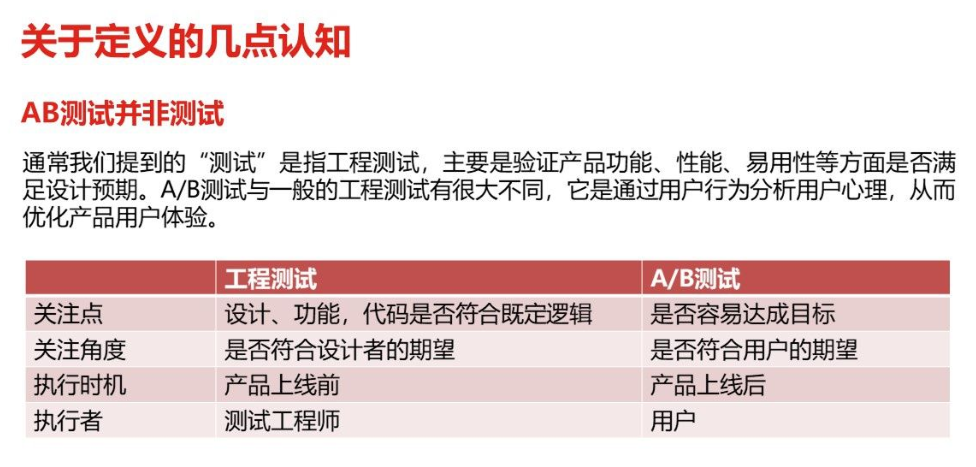 关于定义的几点认知
AB测试并非测试
通常我们提到的“测试”是指工程测试，主要是验证产品功能、性能、易用性等方面是否满
足设计预期。A/B测试与一般的工程测试有很大不同，它是通过用户行为分析用户心理，从而
优化产品用户体验。
工程测试 A/B测试
关注点 设计、功能，代码是否符合既定逻辑 是否容易达成目标
关注角度 是否符合设计者的期望 是否符合用户的期望
执行时机 产品上线前 产品上线后
执行者 测试工程师 用户